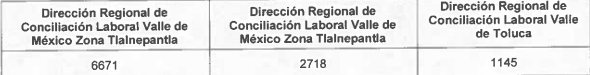 Dirección Regional de
Conciliación Laboral Valle de
México Zona Tlalnepantla
Dirección Regional de
Conciliación Laboral Valle de
México Zona Tlalnepantla
Dirección Regional de
Conciliación Laboral Valle
de Toluca
6671
2718
1145